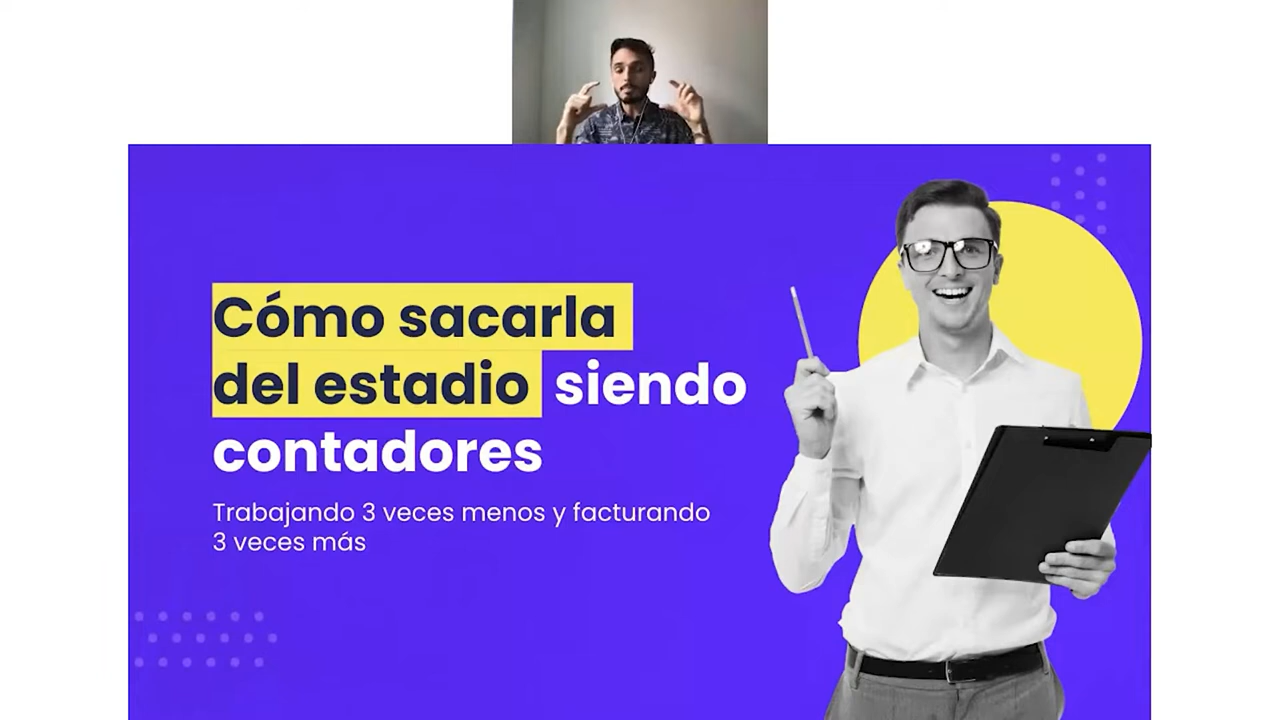 Cómo sacarla
del estadio siendo
contadores
Trabajando 3 veces menos y facturando
3 veces más